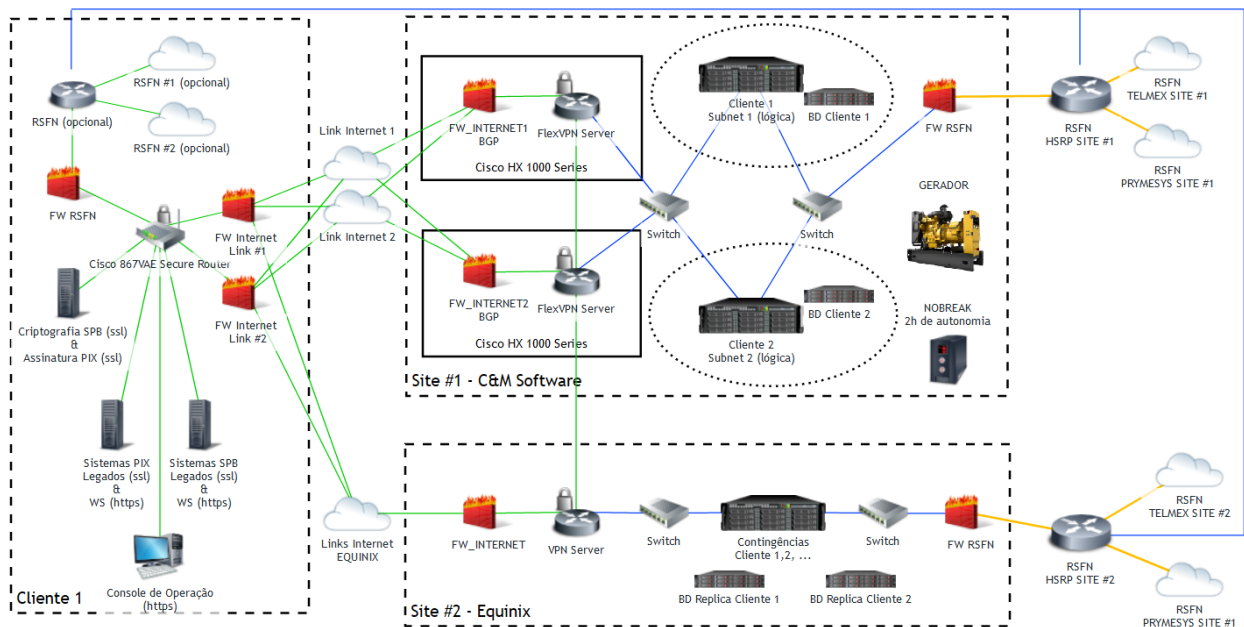 RSFN #1 (opcional)
RSFN (opcional)
RSFN #2 (opcional)
FW RSFN
FW Internet
Link #1
Cisco 867VAE Secure Router
FW Internet
Link #2
Criptografia SPB (ssl)
&
Assinatura PIX (ssl)
Sistemas PIX
Legados (ssl)
&
WS (https)
Sistemas SPB
Legados (ssl)
&
WS (https)
Console de Operação
(https)
Cliente 1
Link Internet 1
Link Internet 2
Links Internet
EQUINIX
FW_INTERNET1
BGP
FlexVPN Server
Cisco HX 1000 Series
FW_INTERNET2
BGP
FlexVPN Server
Cisco HX 1000 Series
Switch
Cliente 1
Subnet 1 (lógica)
BD Cliente 1
Switch
Cliente 2
Subnet 2 (lógica)
BD Cliente 2
FW RSFN
GERADOR
NOBREAK
2h de autonomia
Site #1 - C&M Software
RSFN
HSRP SITE #1
RSFN
TELMEX SITE #1
RSFN
PRYMESYS SITE #1
FW_INTERNET
VPN Server
Switch
Contingências
Cliente 1,2, ...
Switch
FW RSFN
BD Replica Cliente 1
BD Replica Cliente 2
Site #2 - Equinix
RSFN
HSRP SITE #2
RSFN
TELMEX SITE #2
RSFN
PRYMESYS SITE #1